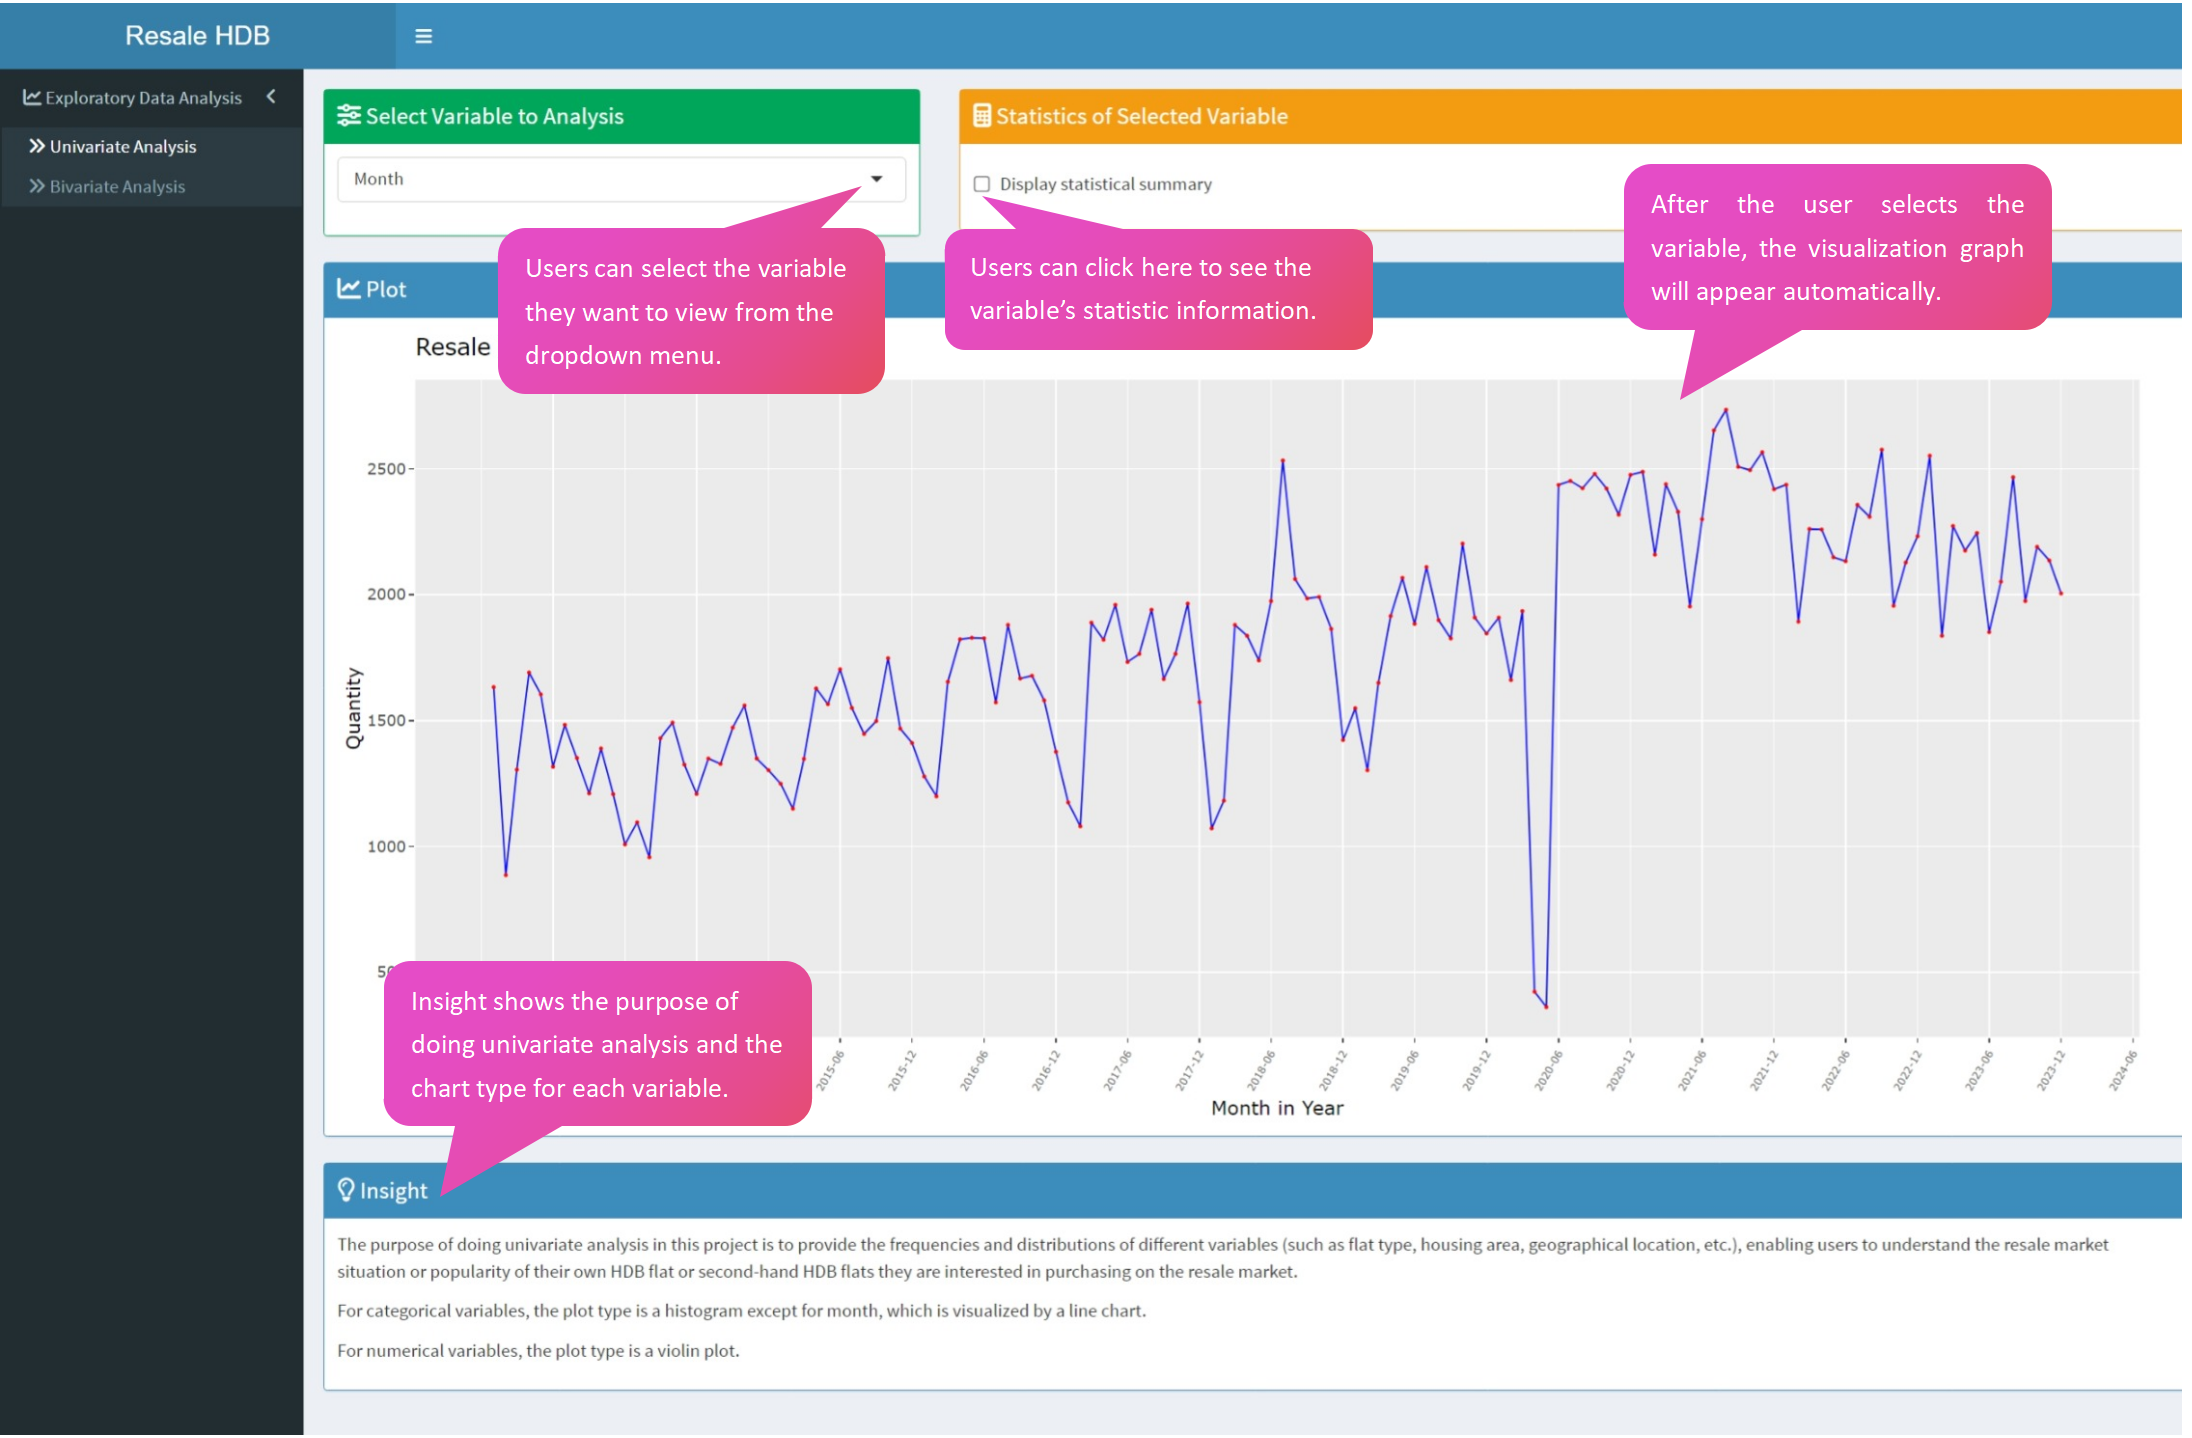 Resale HDB
Exploratory Data Analysis
Univariate Analysis
Bivariate Analysis
Select Variable to Analysis
Month
Statistics of Selected Variable
Display statistical summary
Users can select the variable
they want to view from the
dropdown menu.
Users can click here to see the
variable’s statistic information.
After the user selects the
variable, the visualization graph
will appear automatically.
Plot
Resale
2500
2000
1500
1000
Quantity
Insight shows the purpose of
doing univariate analysis and the
chart type for each variable.
2015-06
2015-12
2016-06
2016-12
2017-06
2017-12
2018-06
2018-12
2019-06
2019-12
2020-06
2020-12
2021-06
2021-12
2022-06
2022-12
2023-06
2023-12
2024-06
Month in Year
Insight
The purpose of doing univariate analysis in this project is to provide the frequencies and distributions of different variables (such as flat type, housing area, geographical location, etc.), enabling users to understand the resale market
situation or popularity of their own HDB flat or second-hand HDB flats they are interested in purchasing on the resale market.
For categorical variables, the plot type is a histogram except for month, which is visualized by a line chart.
For numerical variables, the plot type is a violin plot.